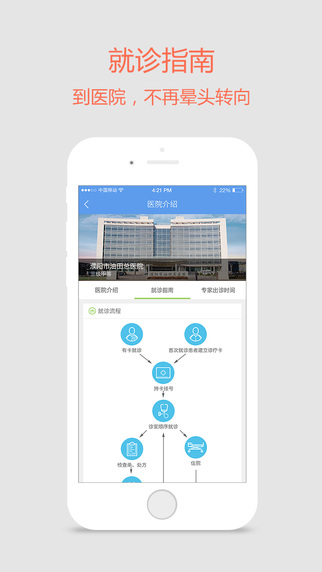 就诊指南
到医院，不再晕头转向
中国移动
4:21 PM
22%
医院介绍
濮阳市油田总医院
三级甲等
医院介绍
就诊指南
专家出诊时间
就诊流程
有卡就诊
首次就诊患者建立诊疗卡
持卡挂号
诊室顺序就诊
检查单、处方
住院